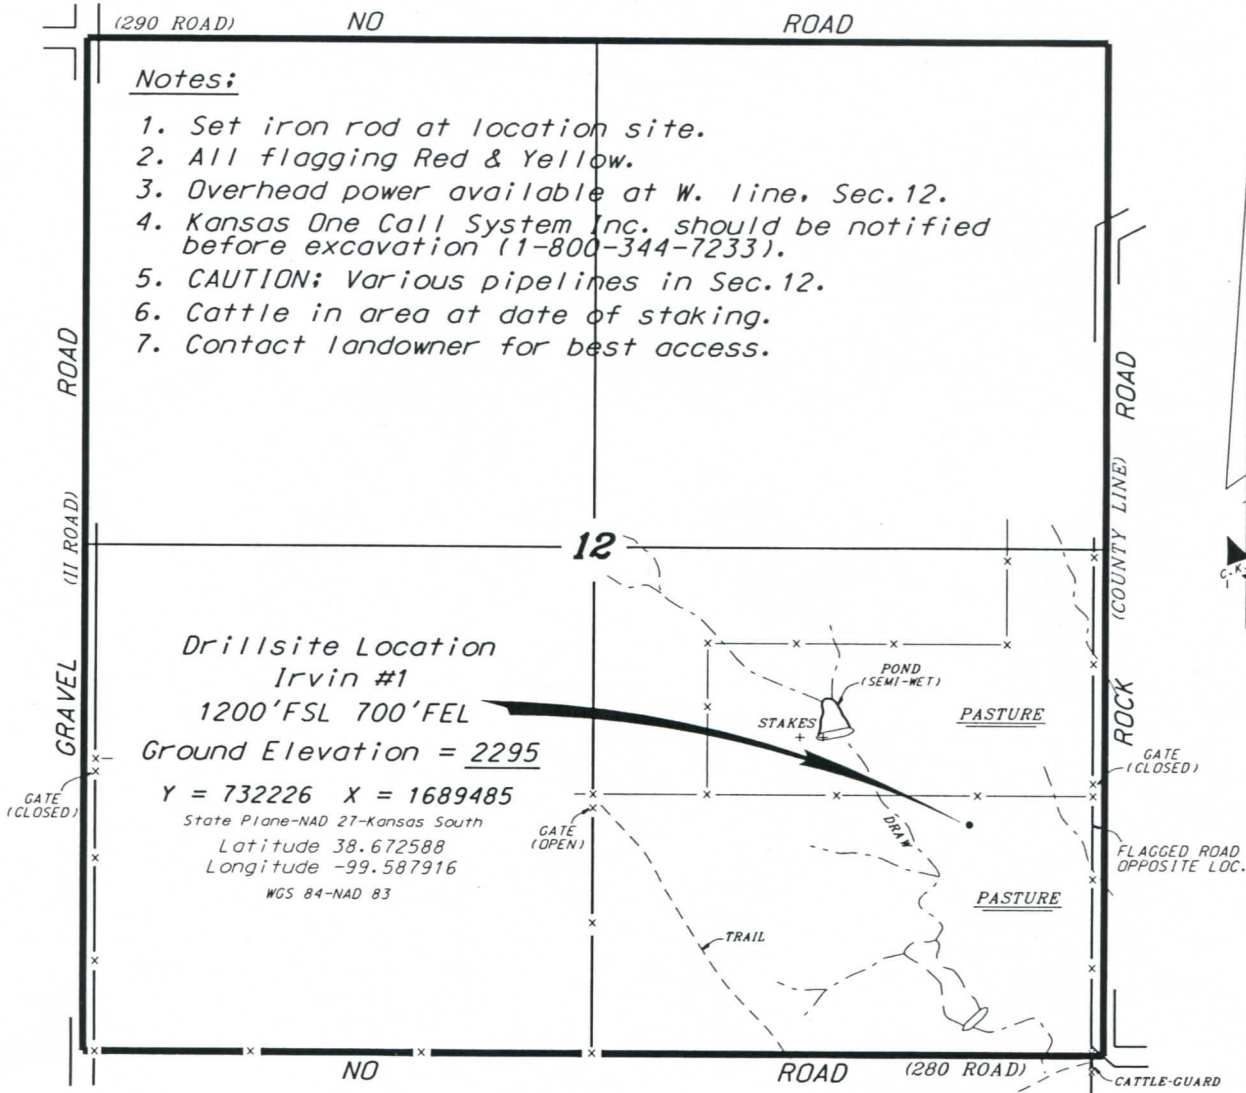 (290 ROAD) NO ROAD
Notes:
1. Set iron rod at location site.
2. All flagging Red & Yellow.
3. Overhead power available at W. line, Sec.12.
4. Kansas One Call System Inc. should be notified
before excavation (1-800-344-7233).
5. CAUTION: Various pipelines in Sec.12.
6. Cattle in area at date of staking.
7. Contact landowner for best access.
GRAVEL (11 ROAD) ROAD
12
ROCK (COUNTY LINE) ROAD
C.K.
Drillsite Location
Irvin #1
1200'FSL 700'FEL
Ground Elevation = 2295
Y = 732226 X = 1689485
State Plane-NAD 27-Kansas South
Latitude 38.672588
Longitude -99.587916
WGS 84-NAD 83
POND
(SEMI-WET)
STAKES
PASTURE
GATE
(CLOSED)
GATE
(CLOSED)
GATE
(OPEN)
DRAW
FLAGGED ROAD
OPPOSITE LOC.
PASTURE
TRAIL
NO ROAD (280 ROAD)
CATTLE-GUARD